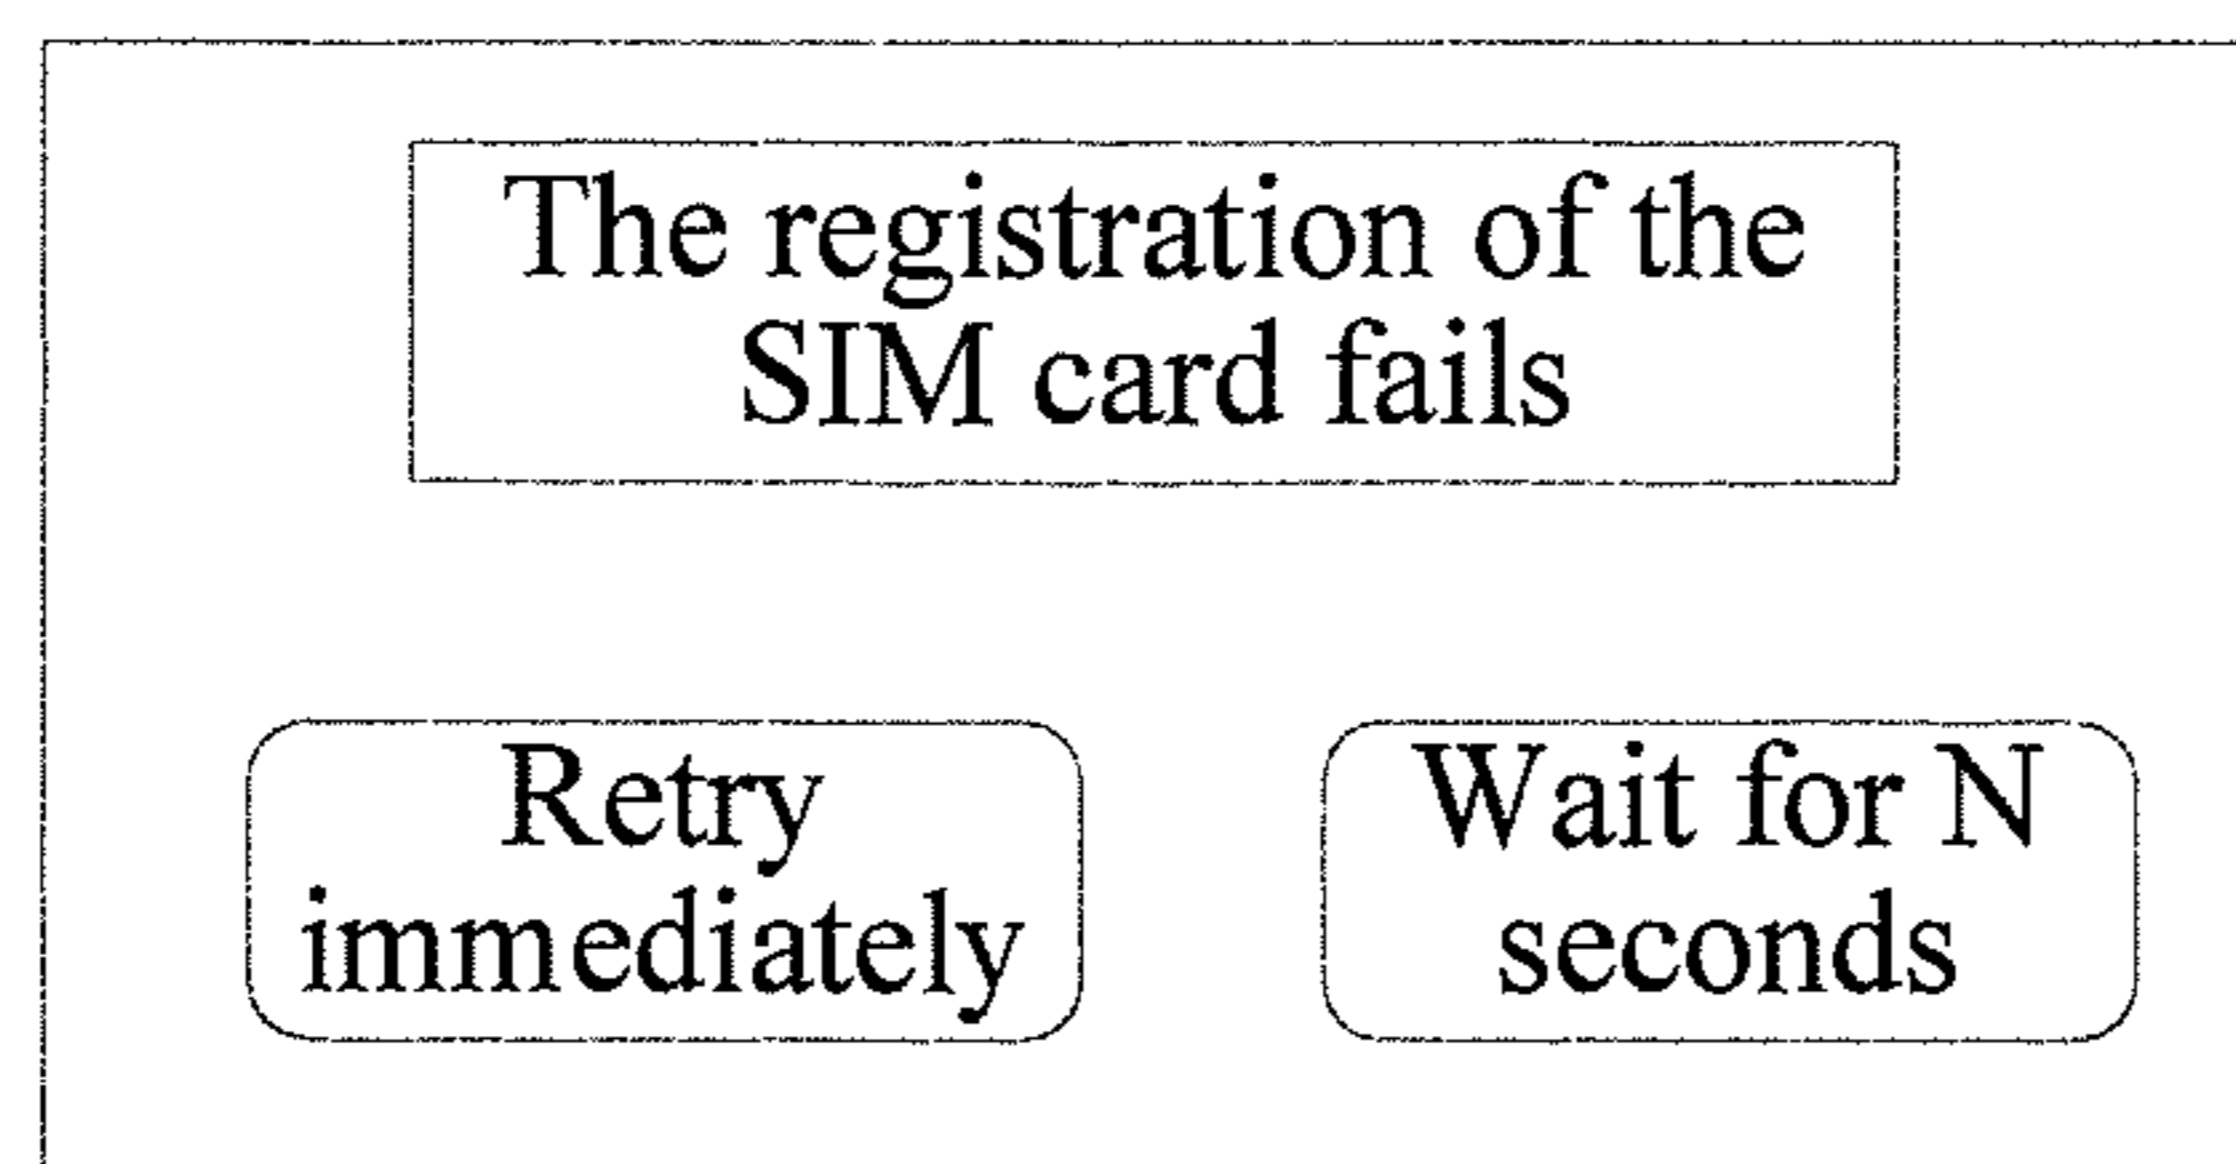 The registration of the
SIM card fails
Retry
immediately
Wait for N
seconds